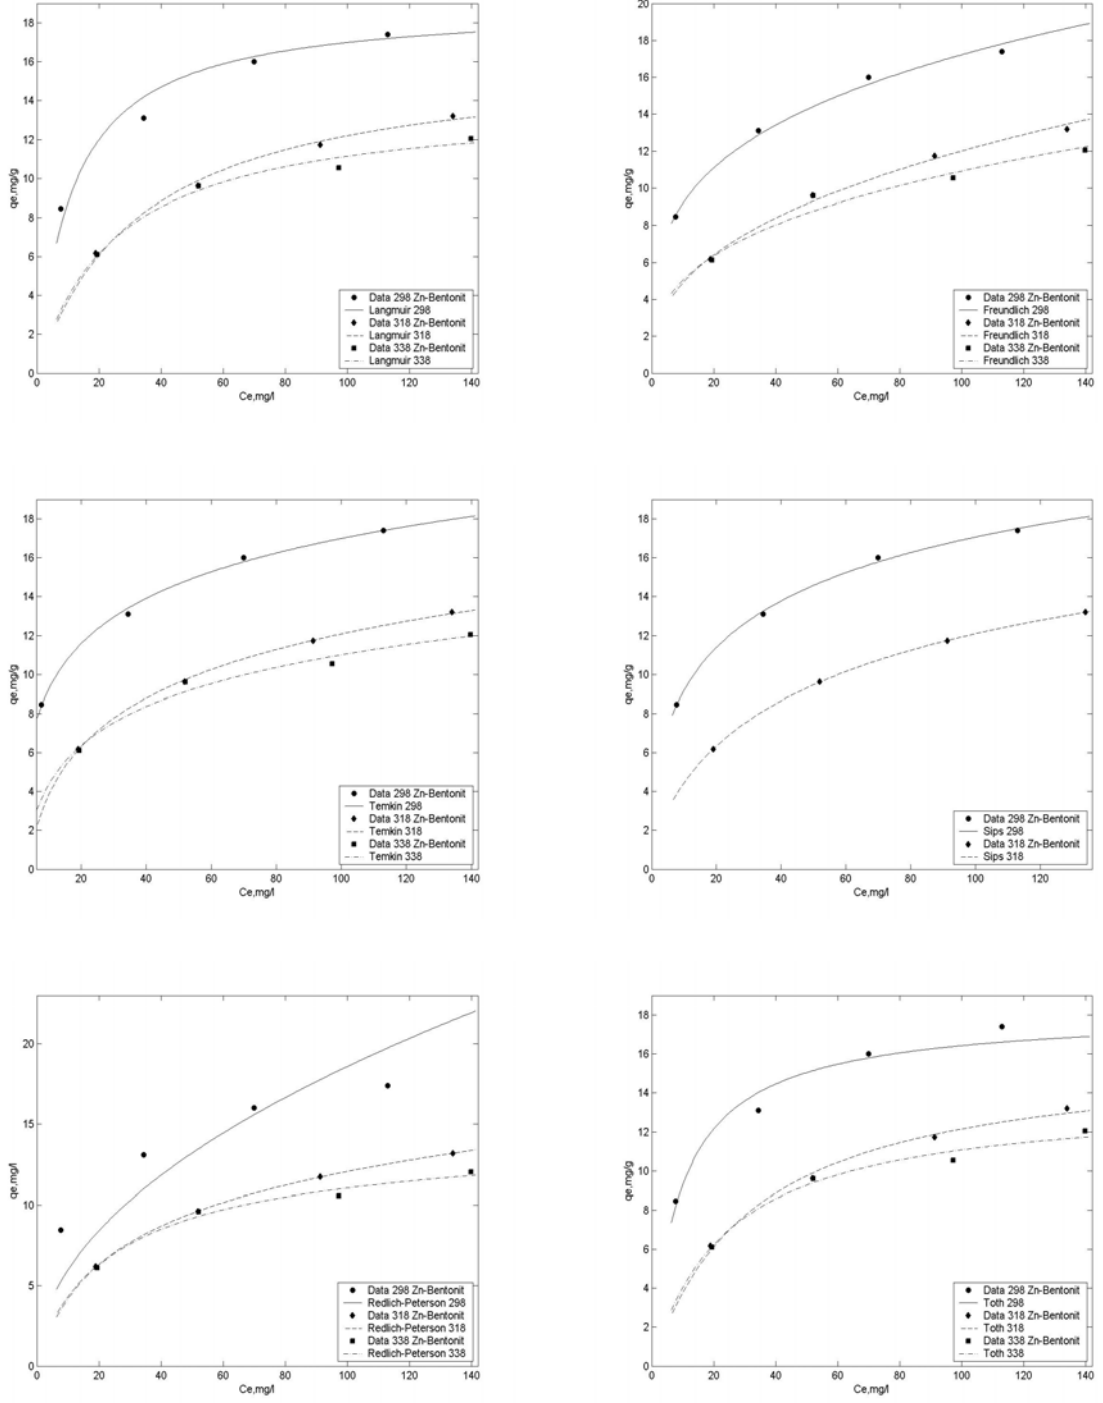 18
16
14
12
10
8
6
4
2
0
qe,mg/g
Data 298 Zn-Bentonit
Langmuir 298
Data 318 Zn-Bentonit
Langmuir 318
Data 338 Zn-Bentonit
Langmuir 338
0 20 40 60 80 100 120 140
Ce,mg/l
20
18
16
14
12
10
8
6
4
2
0
qe,mg/g
Data 298 Zn-Bentonit
Freundlich 298
Data 318 Zn-Bentonit
Freundlich 318
Data 338 Zn-Bentonit
Freundlich 338
0 20 40 60 80 100 120 140
Ce,mg/l
18
16
14
12
10
8
6
4
2
0
qe,mg/g
Data 298 Zn-Bentonit
Temkin 298
Data 318 Zn-Bentonit
Temkin 318
Data 338 Zn-Bentonit
Temkin 338
20 40 60 80 100 120 140
Ce,mg/l
18
16
14
12
10
8
6
4
2
0
qe,mg/g
Data 298 Zn-Bentonit
Sips 298
Data 318 Zn-Bentonit
Sips 318
0 20 40 60 80 100 120
Ce,mg/l
20
15
10
5
0
qe,mg/l
Data 298 Zn-Bentonit
Redlich-Peterson 298
Data 318 Zn-Bentonit
Redlich-Peterson 318
Data 338 Zn-Bentonit
Redlich-Peterson 338
0 20 40 60 80 100 120 140
Ce,mg/l
18
16
14
12
10
8
6
4
2
0
qe,mg/g
Data 298 Zn-Bentonit
Toth 298
Data 318 Zn-Bentonit
Toth 318
Data 338 Zn-Bentonit
Toth 338
0 20 40 60 80 100 120 140
Ce,mg/l